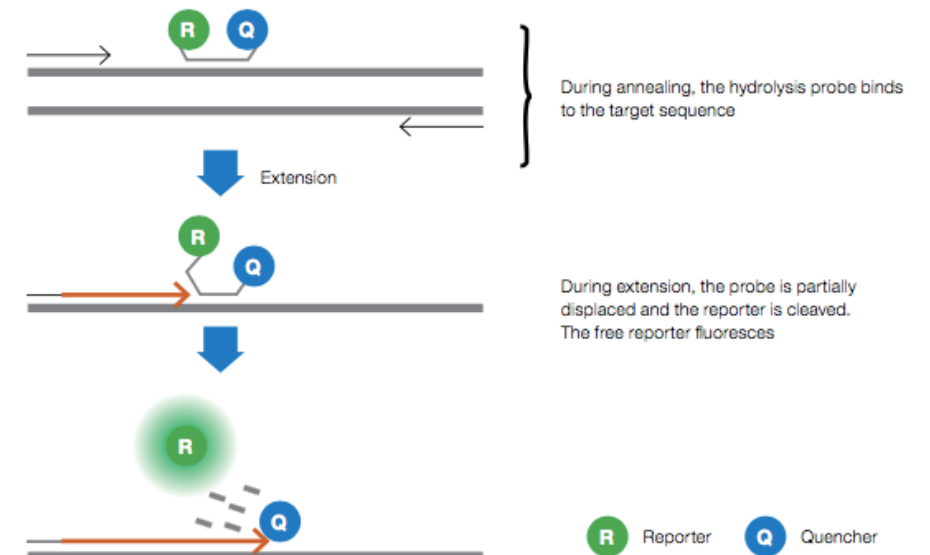 R Q
During annealing, the hydrolysis probe binds
to the target sequence
Extension
R
Q
During extension, the probe is partially
displaced and the reporter is cleaved.
The free reporter fluoresces
R
Q
R Reporter Q Quencher